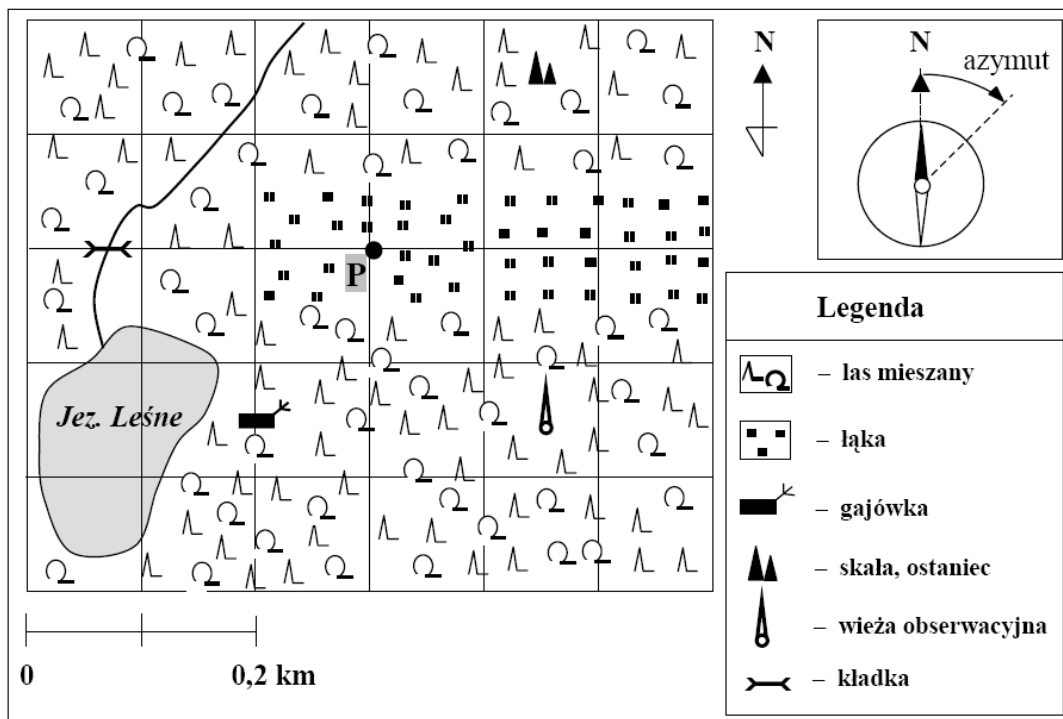 N
N
azymut
P
Jez. Leśne
0
0,2 km
Legenda
– las mieszany
– łąka
– gajówka
– skała, ostaniec
– wieża obserwacyjna
– kładka